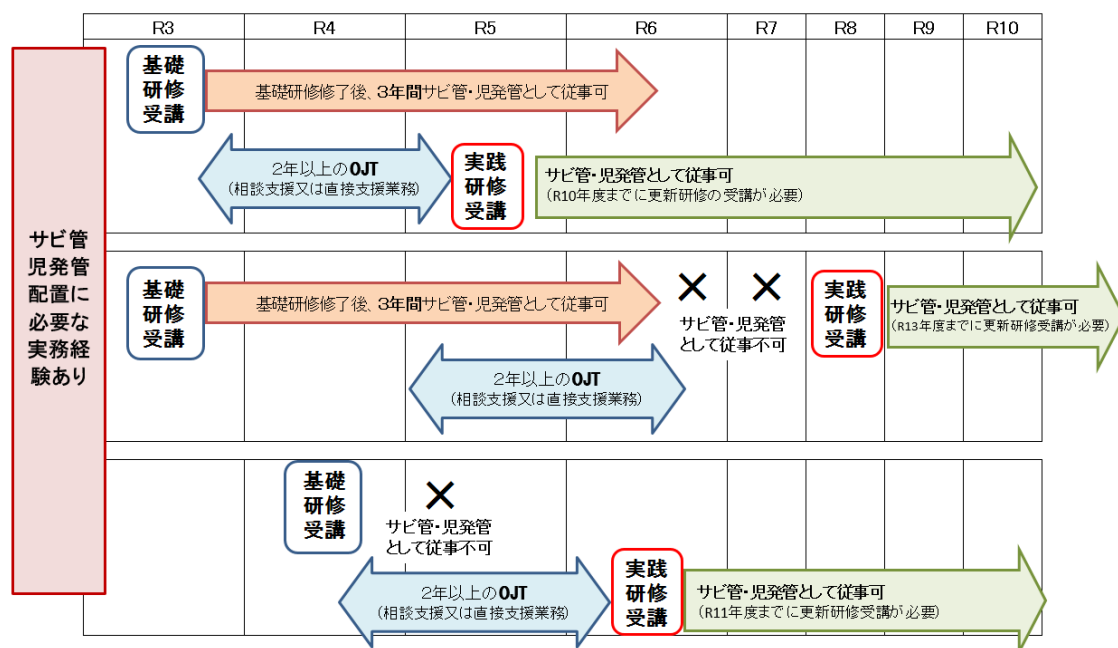 R3
R4
R5
R6
R7
R8
R9
R10
サビ管
児発管
配置に
必要な
実務経
験あり
基礎
研修
受講
基礎研修修了後、3年間サビ管・児発管として従事可
2年以上のOJT
(相談支援又は直接支援業務)
実践
研修
受講
サビ管・児発管として従事可
(R10年度までに更新研修の受講が必要)
基礎
研修
受講
基礎研修修了後、3年間サビ管・児発管として従事可
サビ管・児発管
として従事不可
2年以上のOJT
(相談支援又は直接支援業務)
実践
研修
受講
サビ管・児発管として従事可
(R13年度までに更新研修受講が必要)
基礎
研修
受講
サビ管・児発管
として従事不可
2年以上のOJT
(相談支援又は直接支援業務)
実践
研修
受講
サビ管・児発管として従事可
(R11年度までに更新研修受講が必要)